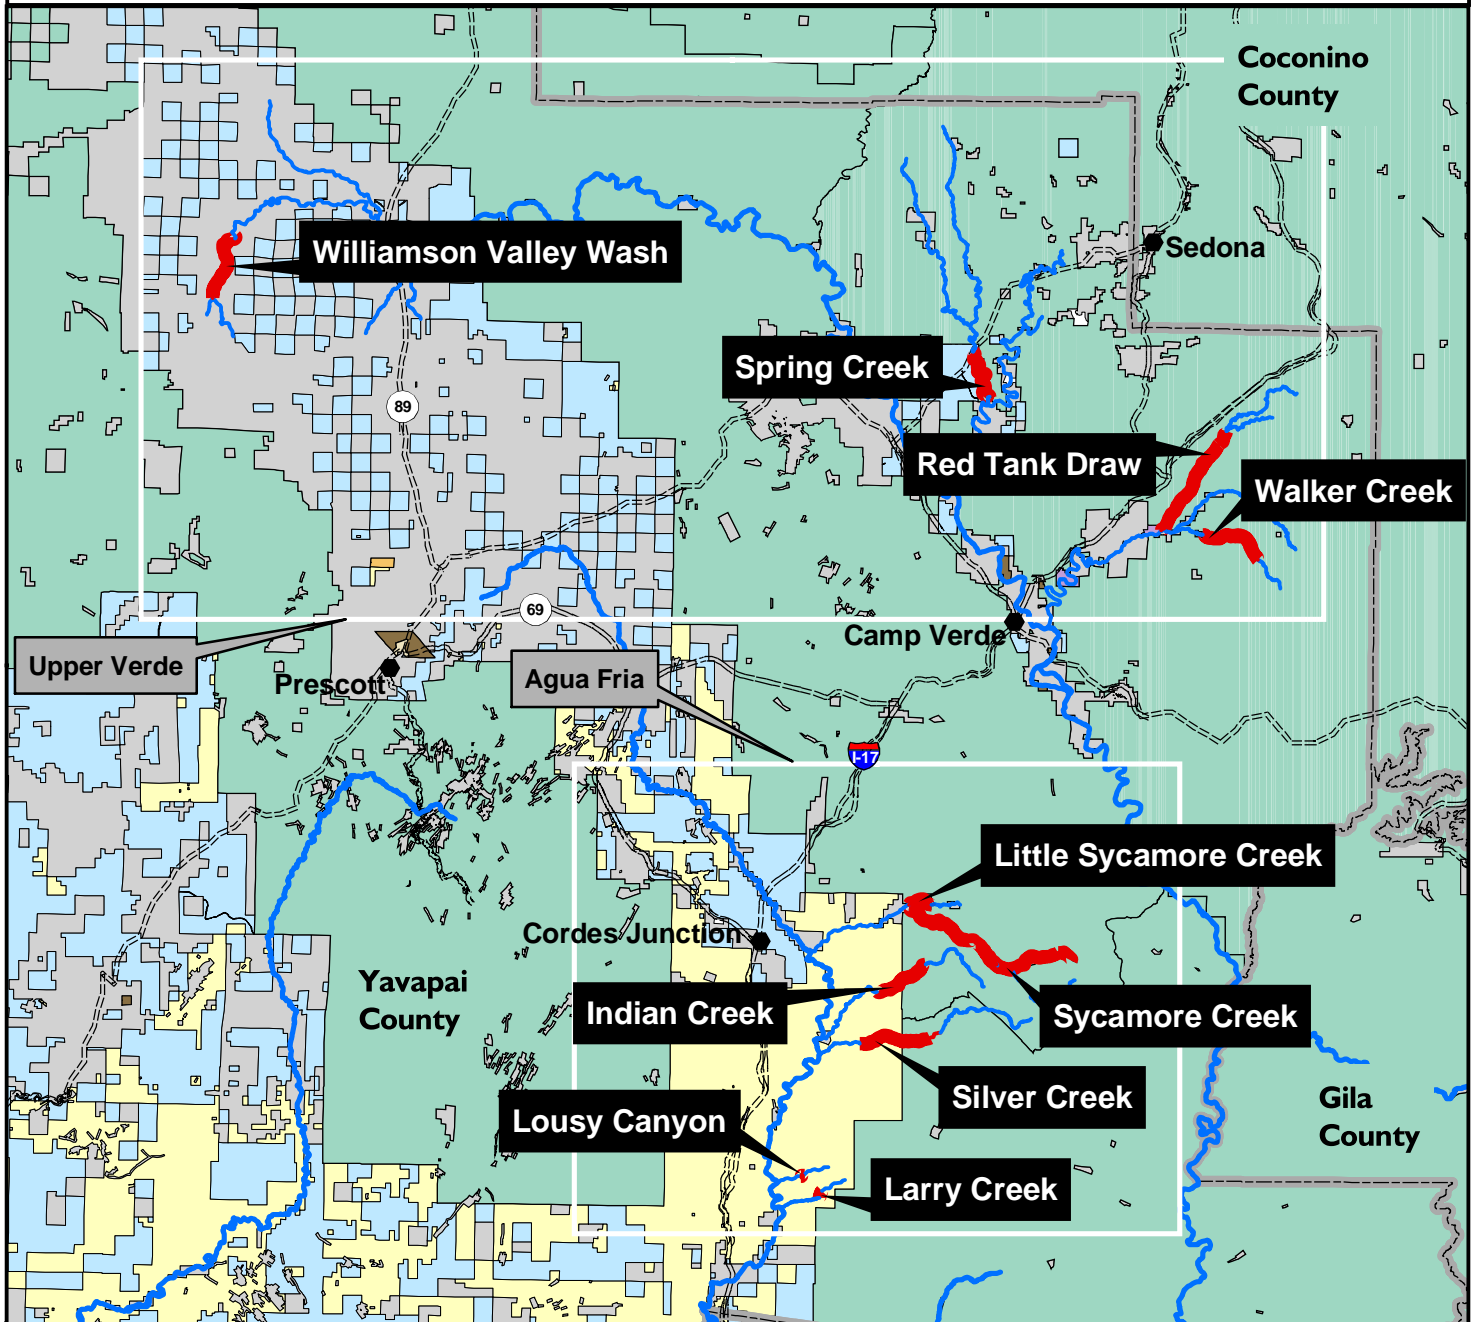 Coconino
County
Williamson Valley Wash
Sedona
Spring Creek
89
Red Tank Draw
Walker Creek
69
Camp Verde
Upper Verde
Prescott
Agua Fria
I-17
Little Sycamore Creek
Cordes Junction
Yavapai
County
Indian Creek
Sycamore Creek
Silver Creek
Gila
County
Lousy Canyon
Larry Creek